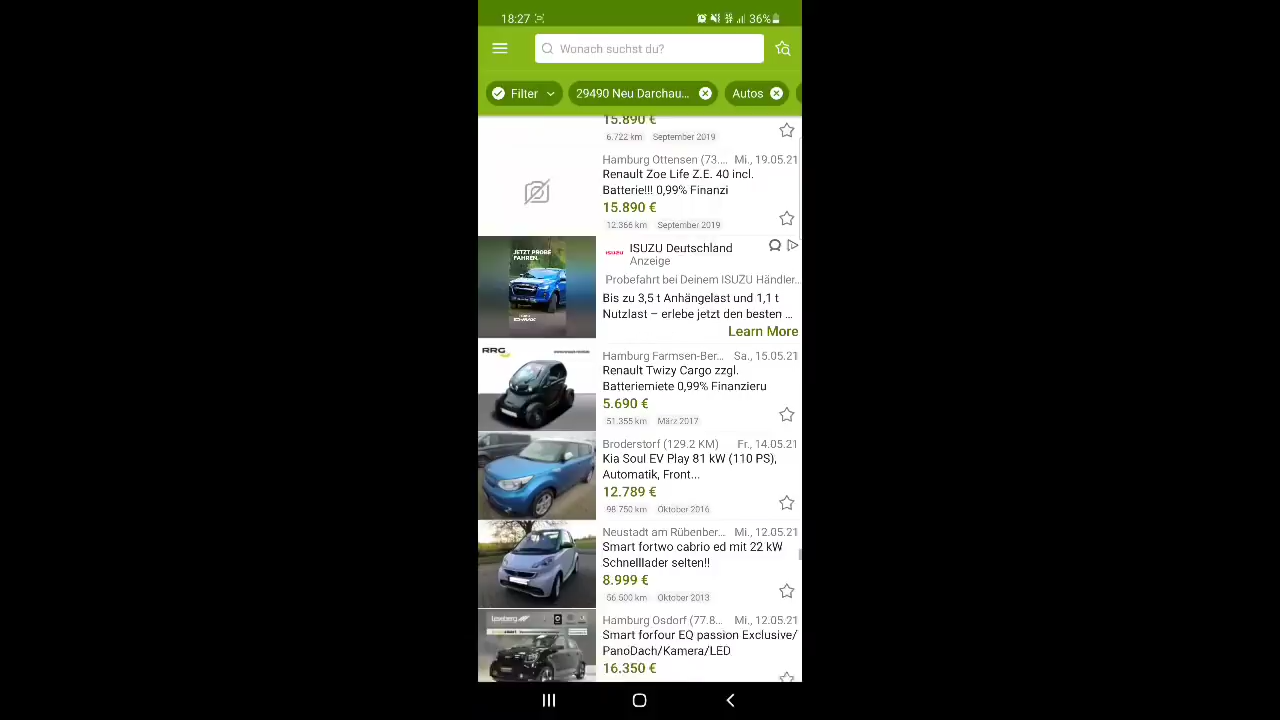 18:27 36%
Wonach suchst du?
Filter 29490 Neu Darchau... Autos
15.890 €
6.722 km September 2019
Hamburg Ottensen (73.... Mi., 19.05.21
Renault Zoe Life Z.E. 40 incl.
Batterie!!! 0,99% Finanzi
15.890 €
12.366 km September 2019
JETZT PROBE
FAHREN.
ISUZU
ISUZU Deutschland
Anzeige
Probefahrt bei Deinem ISUZU Händler...
Bis zu 3,5 t Anhängelast und 1,1 t
Nutzlast – erlebe jetzt den besten ...
Learn More
RRG
Hamburg Farmsen-Ber... Sa., 15.05.21
Renault Twizy Cargo zzgl.
Batteriemiete 0,99% Finanzieru
5.690 €
51.355 km März 2017
Broderstorf (129.2 KM) Fr., 14.05.21
Kia Soul EV Play 81 kW (110 PS),
Automatik, Front...
12.789 €
98.750 km Oktober 2016
Neustadt am Rübenber... Mi., 12.05.21
Smart fortwo cabrio ed mit 22 kW
Schnelllader selten!!
8.999 €
56.500 km Oktober 2013
Hamburg Osdorf (77.8... Mi., 12.05.21
Smart forfour EQ passion Exclusive/
PanoDach/Kamera/LED
16.350 €